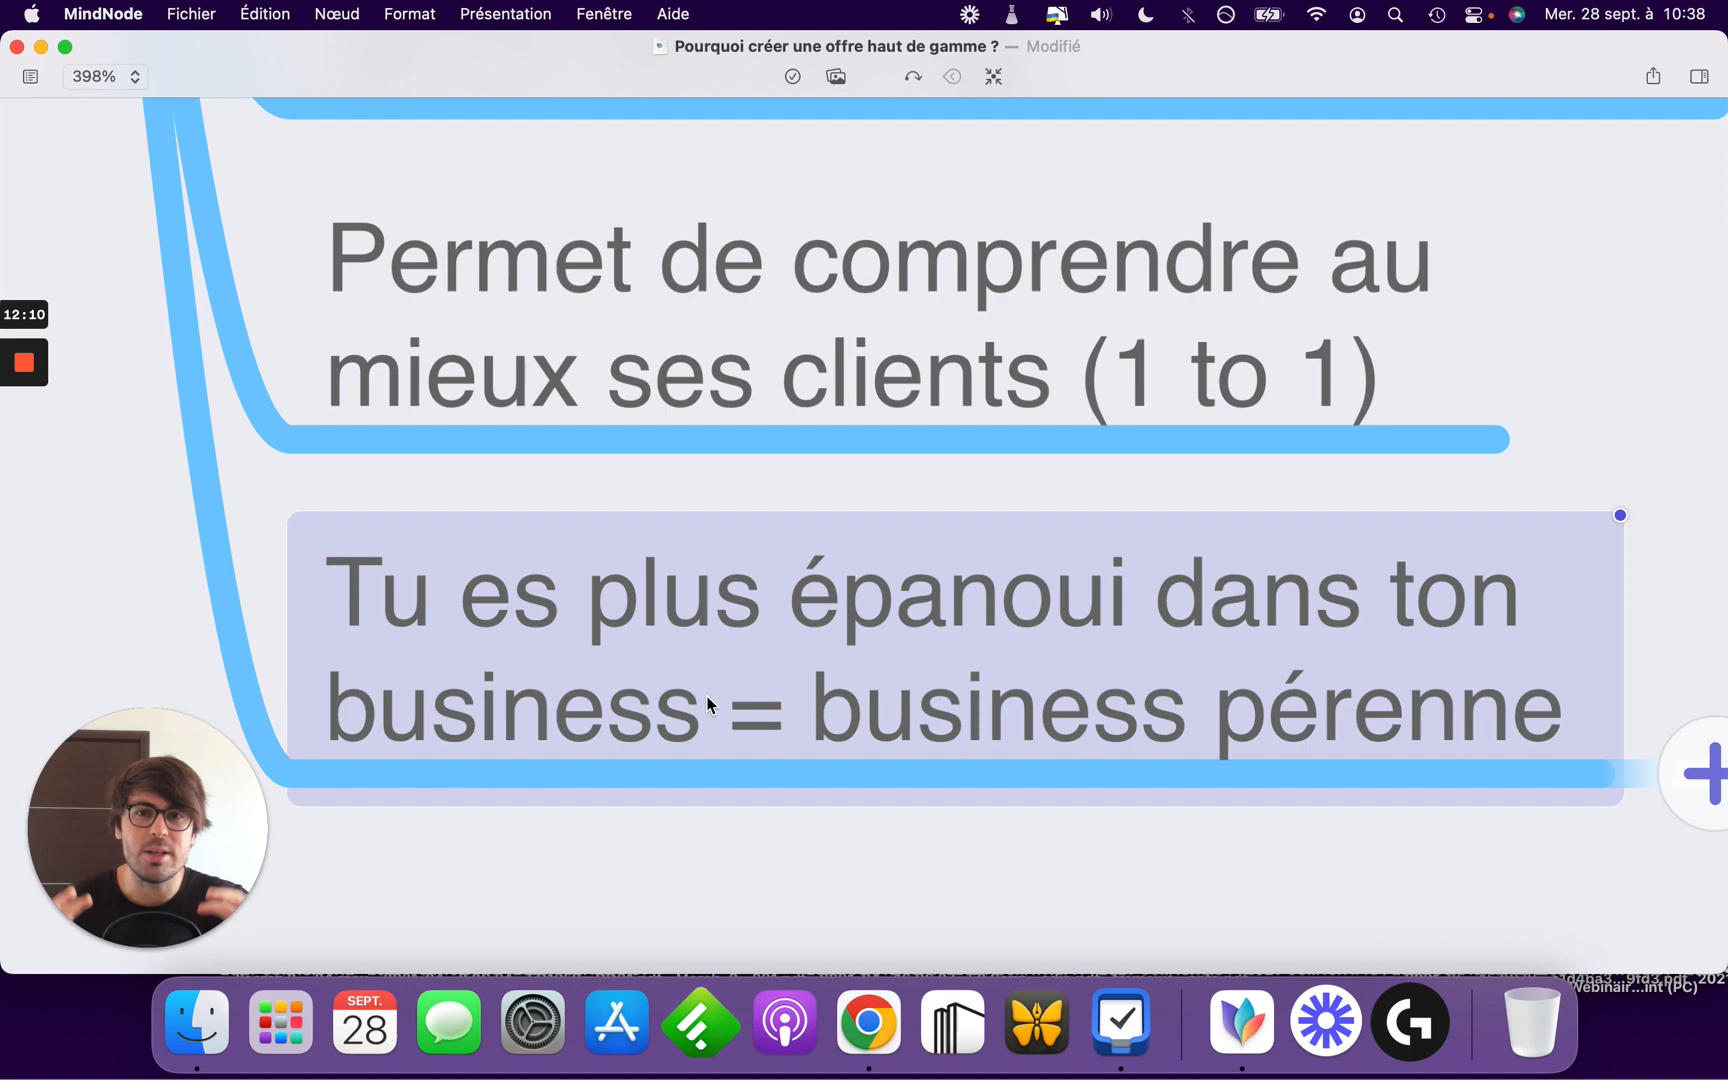 MindNode Fichier Édition Nœud Format Présentation Fenêtre Aide Mer. 28 sept. à 10:38
Pourquoi créer une offre haut de gamme ? — Modifié
398%
Permet de comprendre au
mieux ses clients (1 to 1)
12:10
Tu es plus épanoui dans ton
business = business pérenne
SEPT.
28